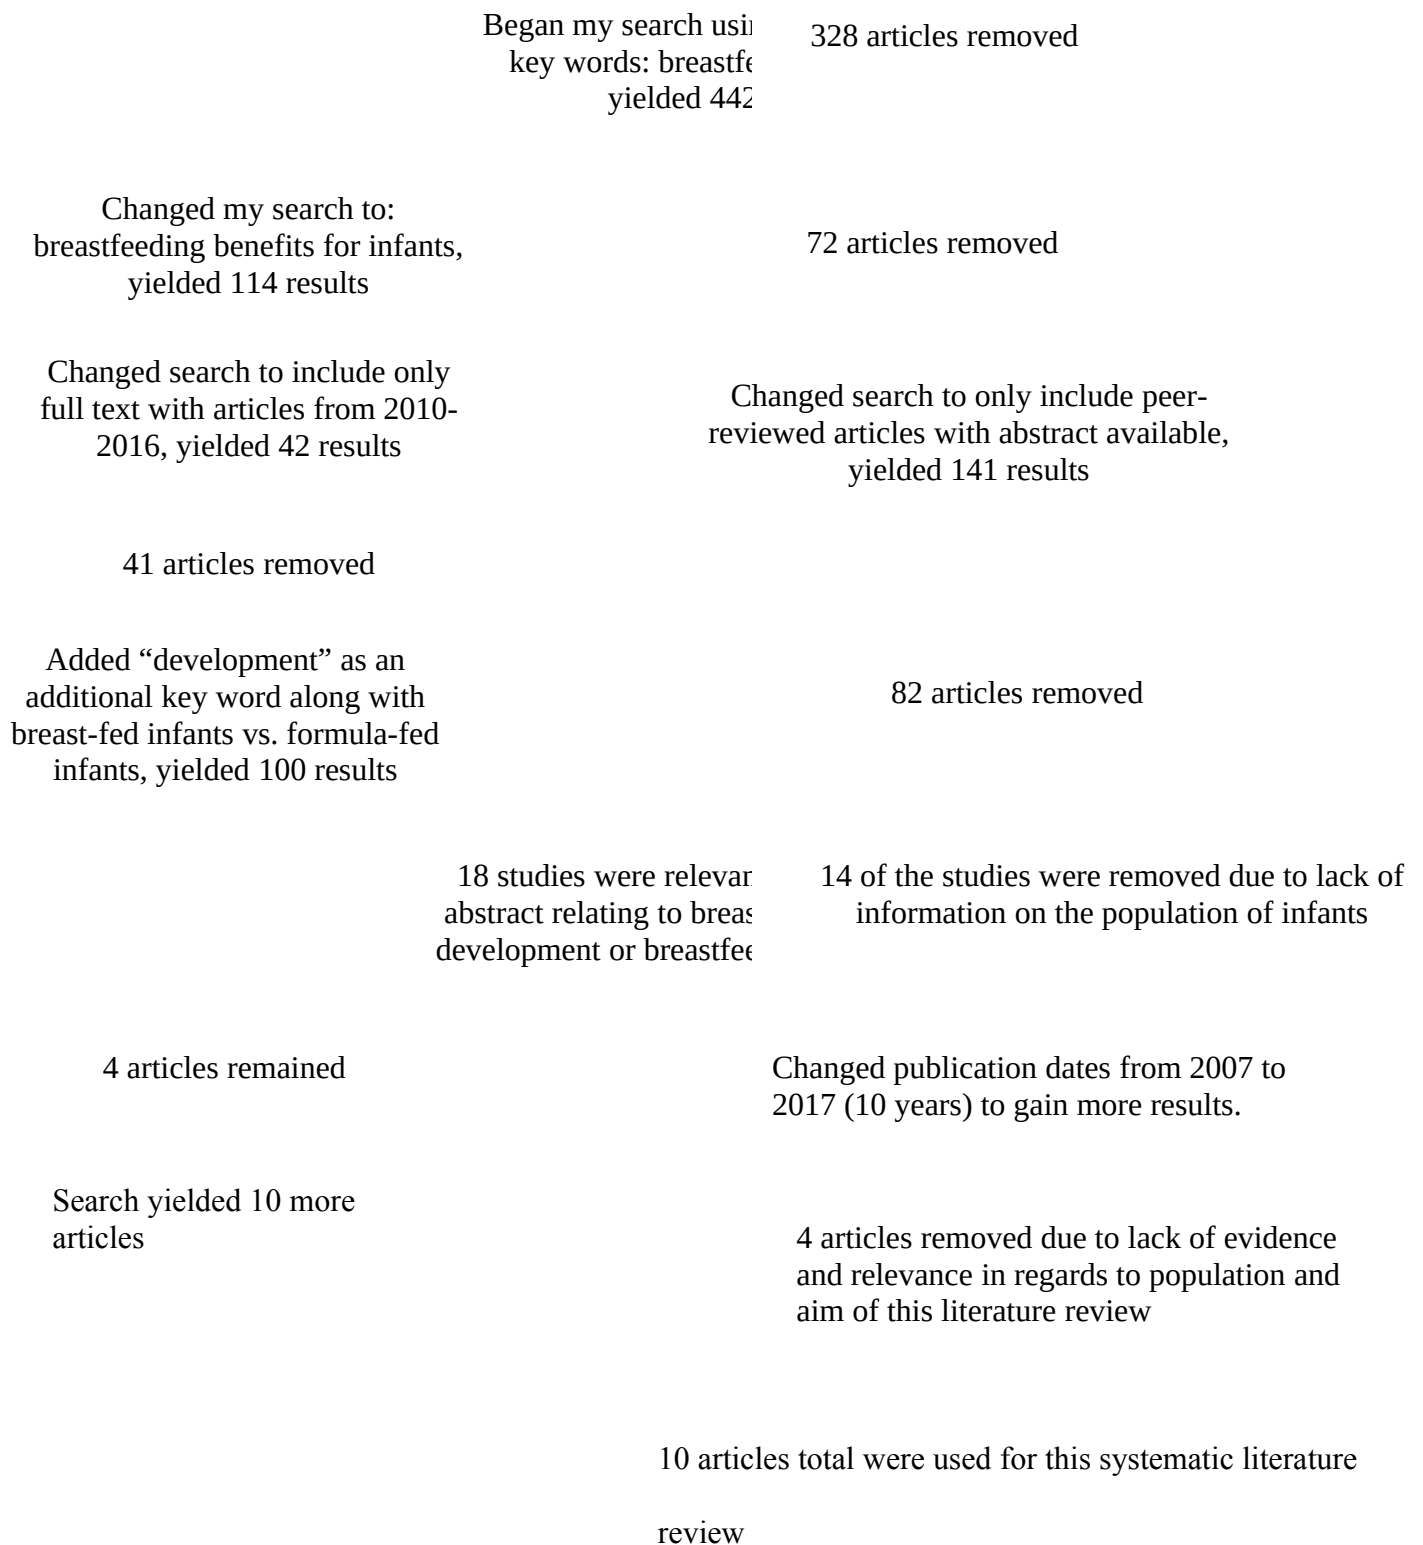 Began my search
key words:
yielded 442
328 articles removed
Changed my search to:
breastfeeding benefits for infants,
yielded 114 results
72 articles removed
Changed search to include only
full text with articles from 2010-
2016, yielded 42 results
Changed search to only include peer-
reviewed articles with abstract available,
yielded 141 results
41 articles removed
Added “development” as an
additional key word along with
breast-fed infants vs. formula-fed
infants, yielded 100 results
82 articles removed
18 studies were
abstract relating to
development or
14 of the studies were removed due to lack of
information on the population of infants
4 articles remained
Changed publication dates from 2007 to
2017 (10 years) to gain more results.
Search yielded 10 more
articles
4 articles removed due to lack of evidence
and relevance in regards to population and
aim of this literature review
10 articles total were used for this systematic literature
review